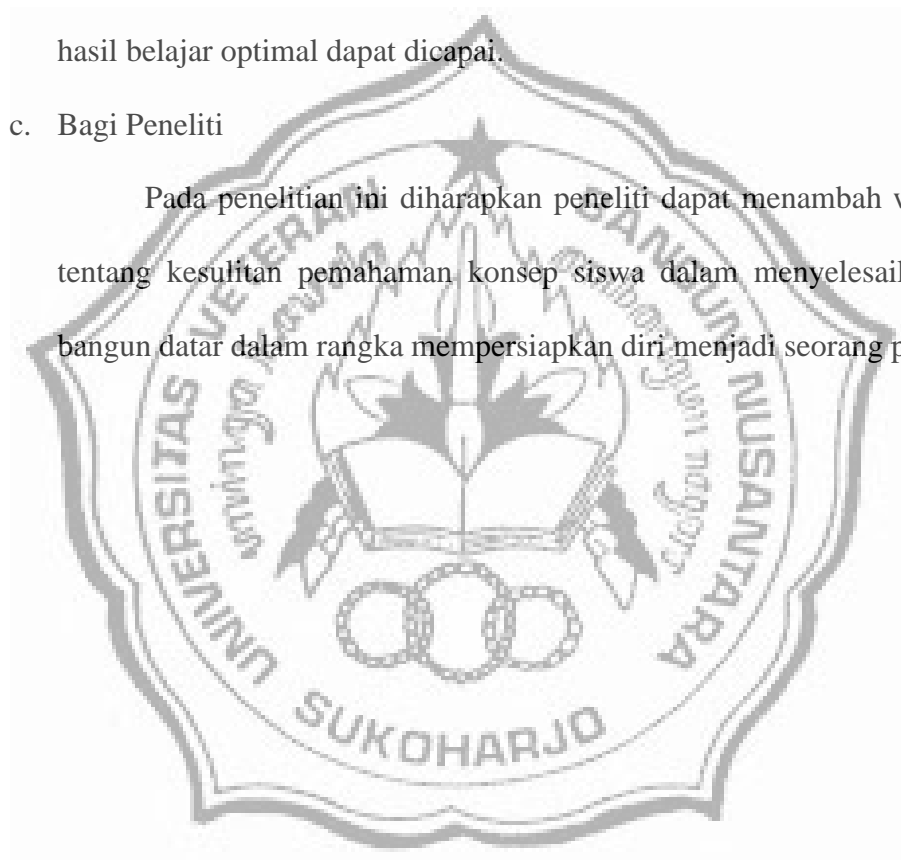 hasil belajar optimal dapat dicapai.
c. Bagi Peneliti
Pada penelitian ini diharapkan peneliti dapat menambah
tentang kesulitan pemahaman konsep siswa dalam
bangun datar dalam rangka mempersiapkan diri menjadi seorang
UNIVERSITAS VETERAN BANGUN NUSANTARA
SUKOHARJO